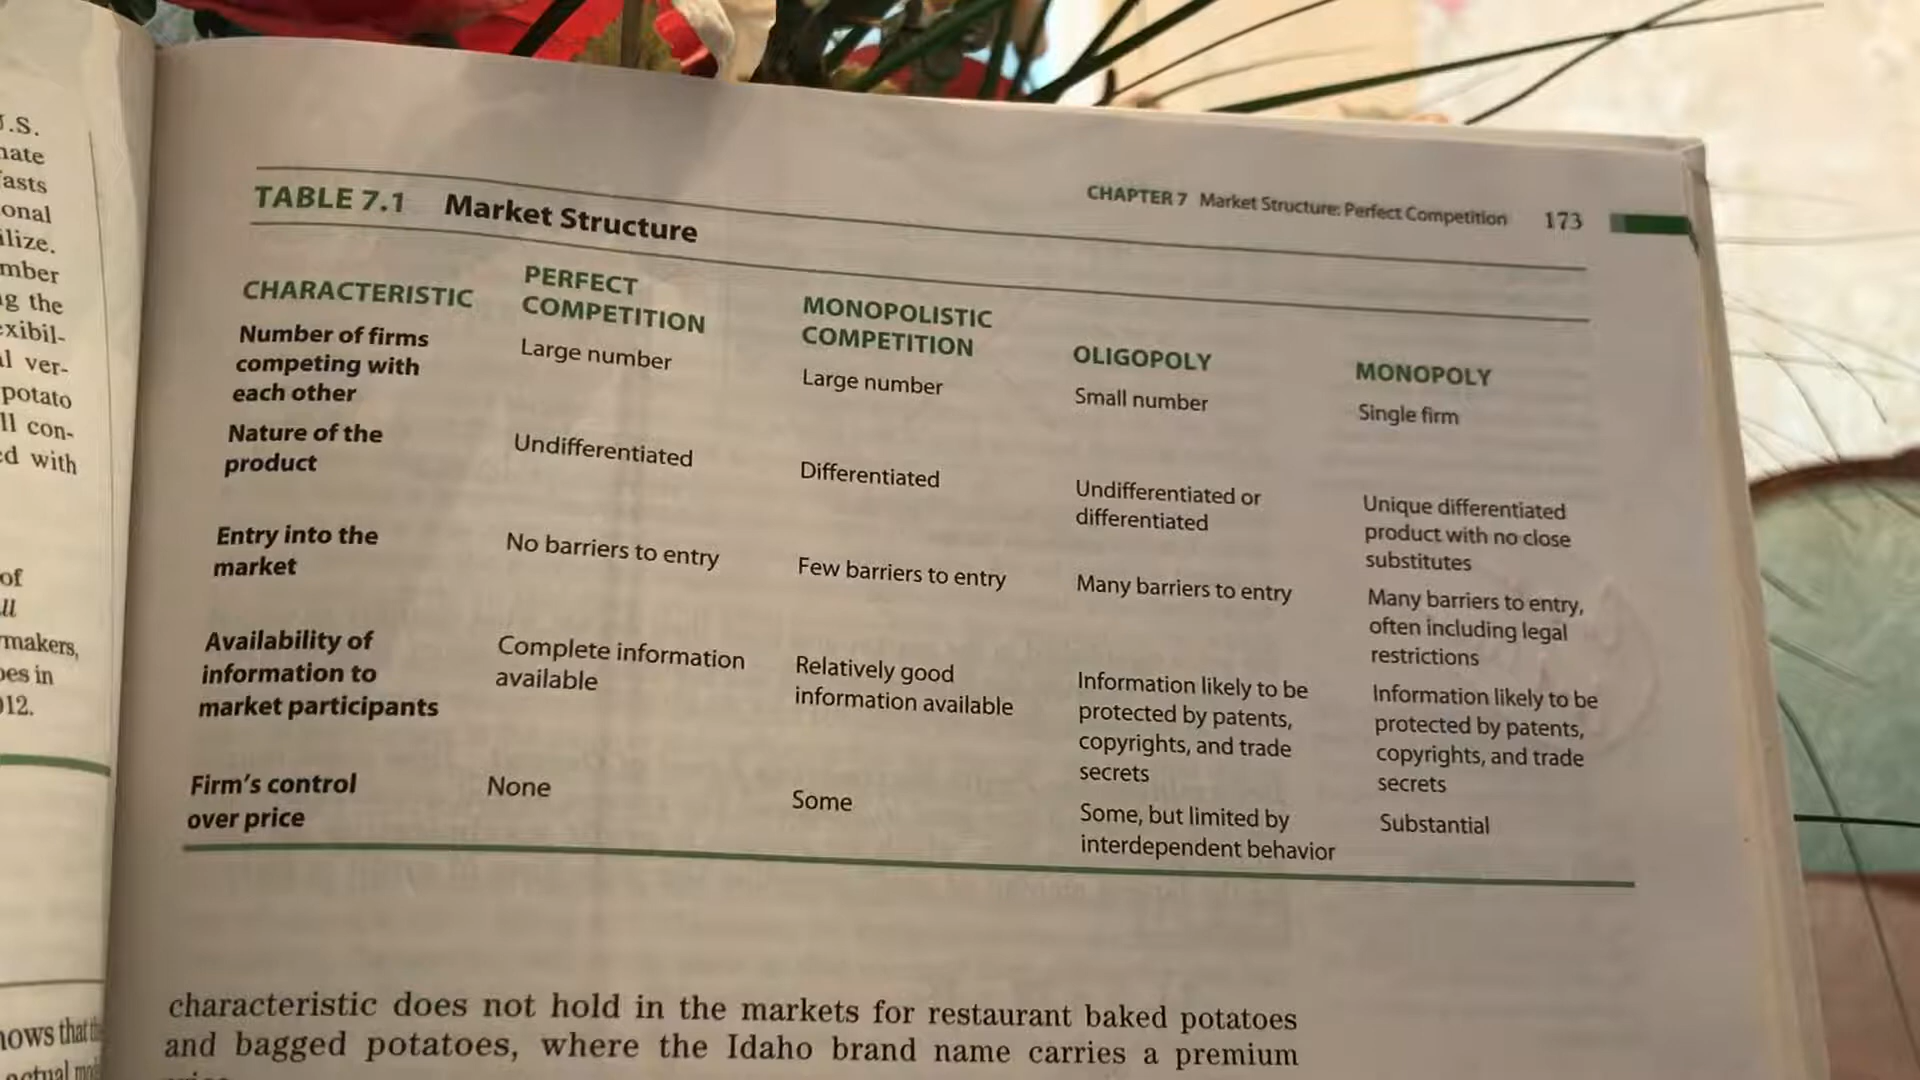 J.S.
onal
ilize.
mber
g the
potato
ll con-
d with
of
makers,
012.
CHAPTER 7 Market Structure: Perfect Competition 173
TABLE 7.1 Market Structure
CHARACTERISTIC
PERFECT
COMPETITION
MONOPOLISTIC
COMPETITION
OLIGOPOLY
MONOPOLY
Number of firms
competing with
each other
Large number
Large number
Small number
Single firm
Nature of the
product
Undifferentiated
Differentiated
Undifferentiated or
differentiated
Unique differentiated
product with no close
substitutes
Entry into the
market
No barriers to entry
Few barriers to entry
Many barriers to entry
Many barriers to entry,
often including legal
restrictions
Availability of
information to
market participants
Complete information
available
Relatively good
information available
Information likely to be
protected by patents,
copyrights, and trade
secrets
Information likely to be
protected by patents,
copyrights, and trade
secrets
Firm's control
over price
None
Some
Some, but limited by
interdependent behavior
Substantial
characteristic does not hold in the markets for restaurant baked potatoes
and bagged potatoes, where the Idaho brand name carries a premium